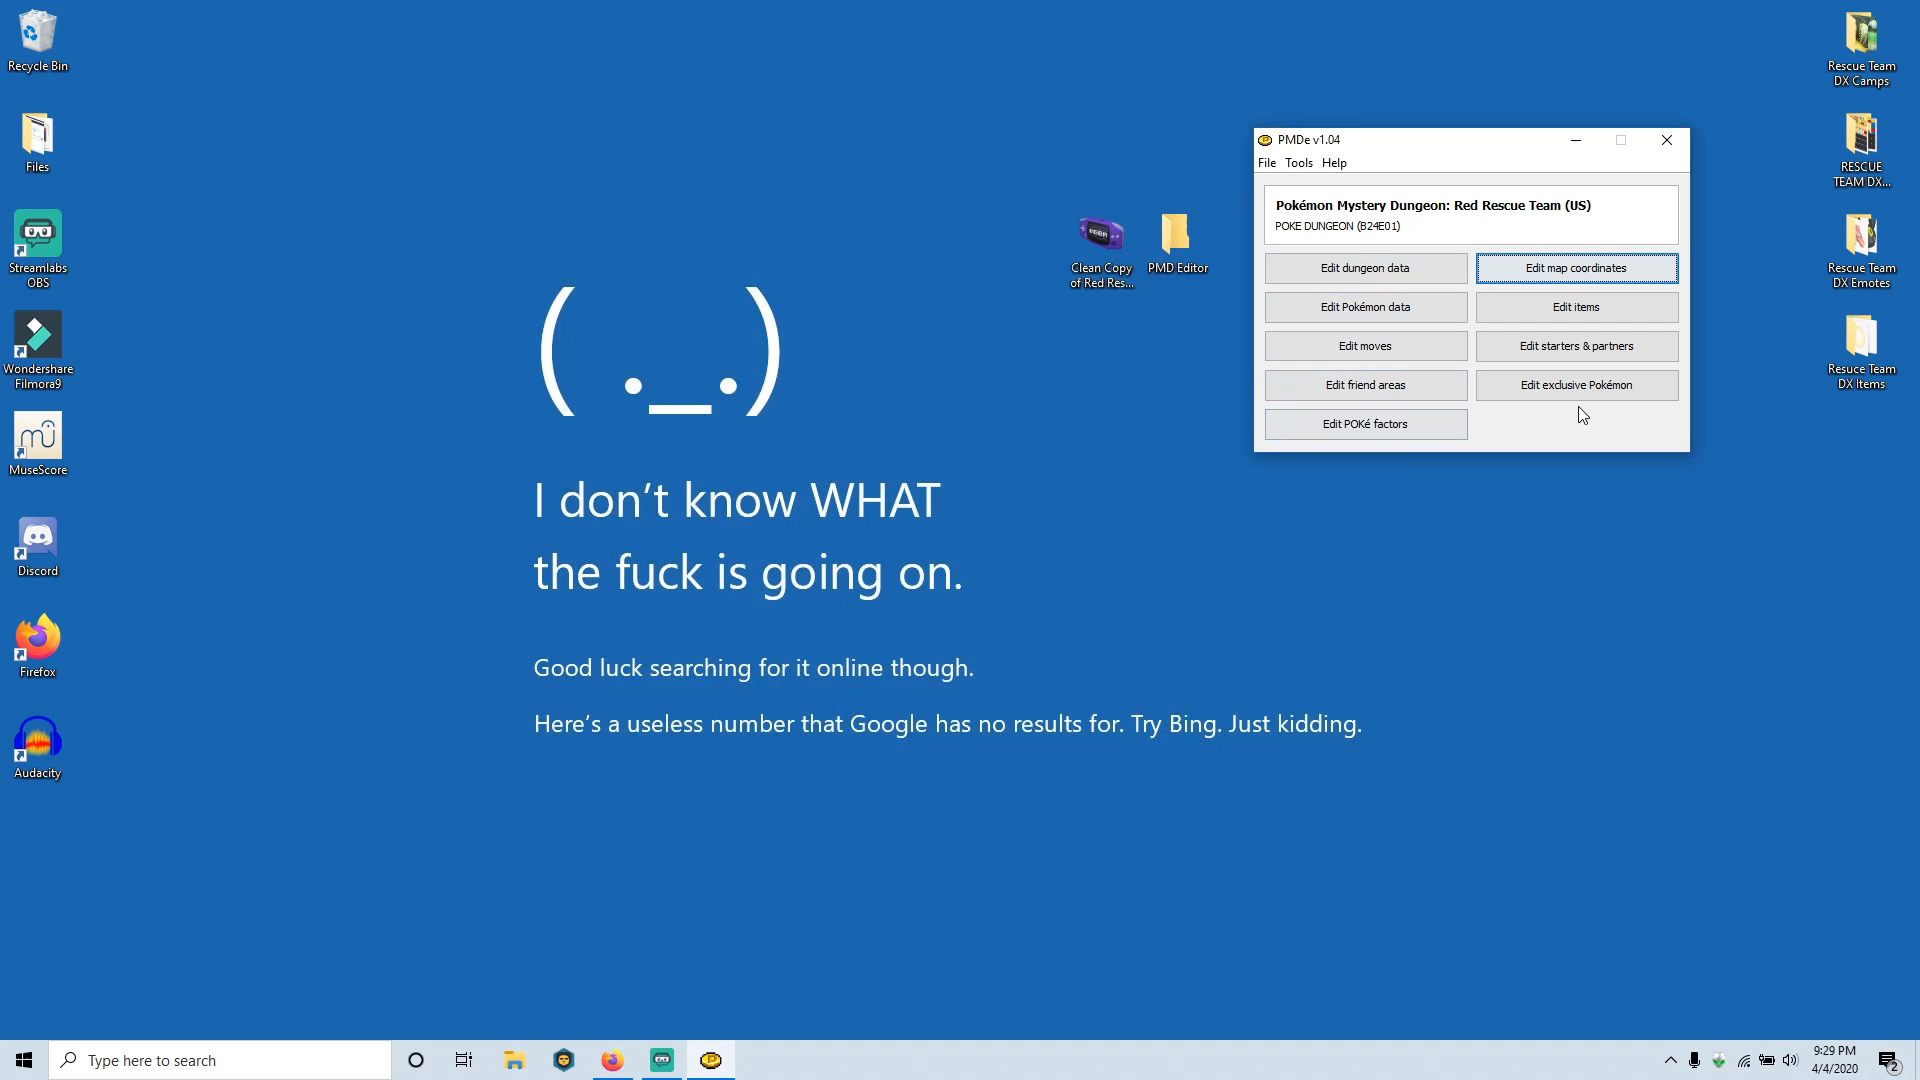 Recycle Bin
Files
Streamlabs
OBS
Wondershare
Filmora9
MuseScore
Discord
Firefox
Audacity
( ._.)
I don’t know WHAT
the fuck is going on.
Good luck searching for it online though.
Here’s a useless number that Google has no results for. Try Bing. Just kidding.
Clean Copy
of Red Res...
PMD Editor
PMDe v1.04
File Tools Help
Pokémon Mystery Dungeon: Red Rescue Team (US)
POKE DUNGEON (B24E01)
Edit dungeon data
Edit map coordinates
Edit Pokémon data
Edit items
Edit moves
Edit starters & partners
Edit friend areas
Edit exclusive Pokémon
Edit POKé factors
Rescue Team
DX Camps
RESCUE
TEAM DX...
Rescue Team
DX Emotes
Resuce Team
DX Items
Type here to search
9:29 PM
4/4/2020
2